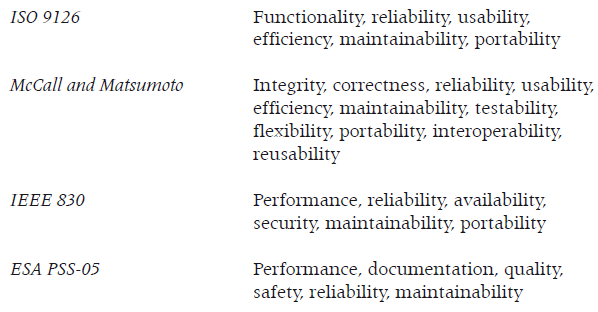 ISO 9126 Functionality, reliability, usability,
efficiency, maintainability, portability
McCall and Matsumoto Integrity, correctness, reliability, usability,
efficiency, maintainability, testability,
flexibility, portability, interoperability,
reusability
IEEE 830 Performance, reliability, availability,
security, maintainability, portability
ESA PSS-05 Performance, documentation, quality,
safety, reliability, maintainability